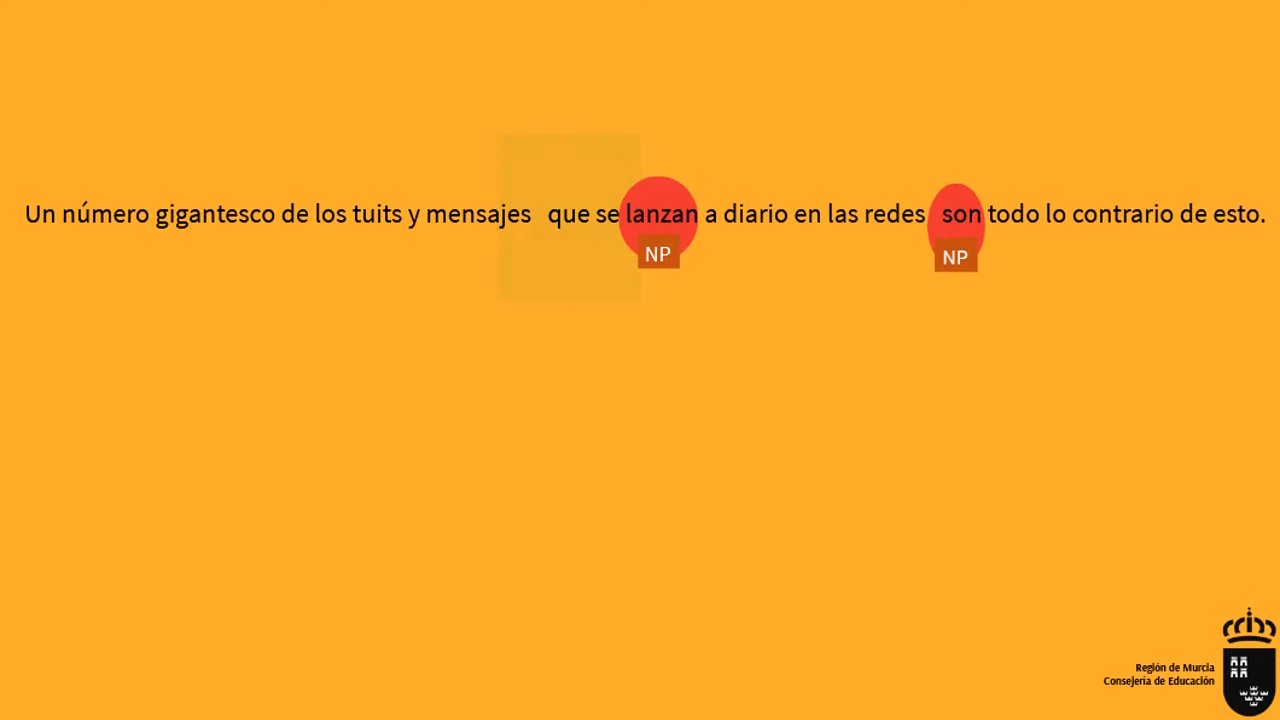 Un número gigantesco de los tuits y mensajes que se lanzan a diario en las redes son todo lo contrario de esto.
NP NP
Región de Murcia
Consejería de Educación